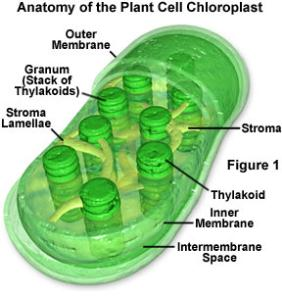 Anatomy of the Plant Cell Chloroplast
Outer
Membrane
Granum
(Stack of
Thylakoids)
Stroma
Lamellae
Stroma
Figure 1
Thylakoid
Inner
Membrane
Intermembrane
Space